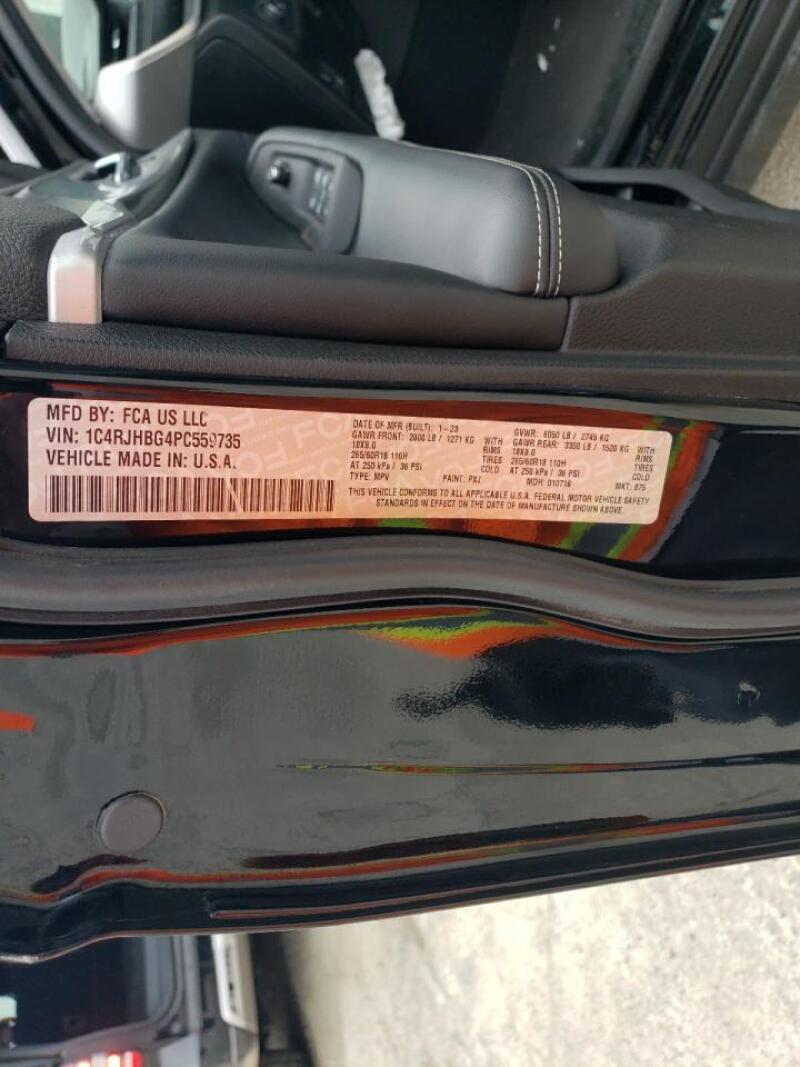 MFD BY: FCA US LLC
VIN: 1C4RJHBG4PC559735
VEHICLE MADE IN: U.S.A.
DATE OF MFR (BUILT): 1-23
GAWR FRONT: 2800 LB / 1271 KG WITH
18X8.0 RIMS
265/60R18 110H TIRES
AT 250 kPa / 36 PSI COLD
TYPE: MPV PAINT: PXJ
GVWR: 6050 LB / 2745 KG
GAWR REAR: 3350 LB / 1520 KG WITH
18X8.0 RIMS
265/60R18 110H TIRES
AT 250 kPa / 36 PSI COLD
MDH: 010716 MKT: 875
THIS VEHICLE CONFORMS TO ALL APPLICABLE U.S.A. FEDERAL MOTOR VEHICLE SAFETY
STANDARDS IN EFFECT ON THE DATE OF MANUFACTURE SHOWN ABOVE.